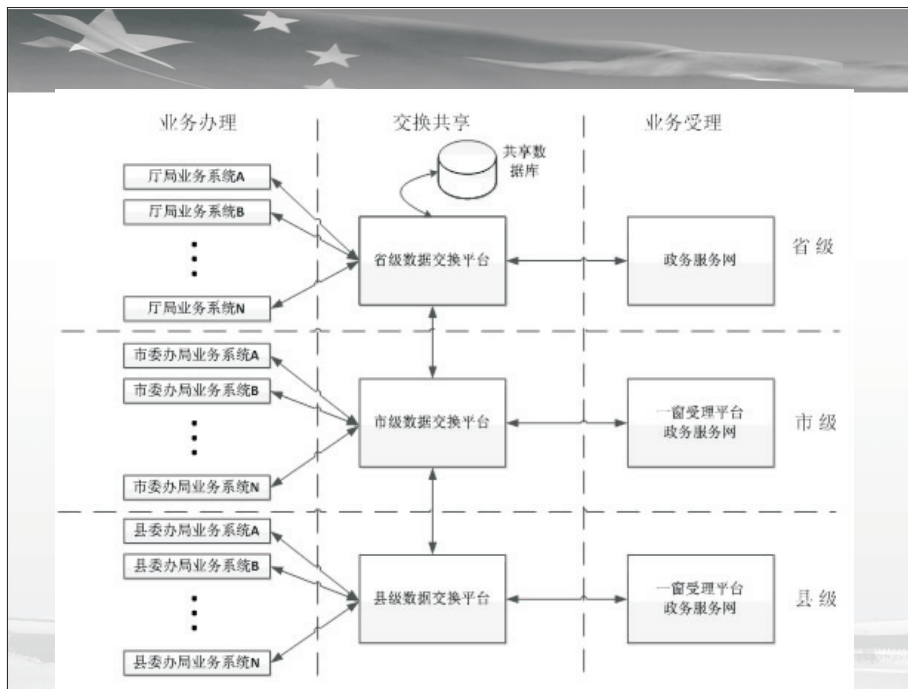 业务办理
交换共享
业务受理
共享数
据库
厅局业务系统A
厅局业务系统B
厅局业务系统N
省级数据交换平台
政务服务网
省级
市委办局业务系统A
市委办局业务系统B
市委办局业务系统N
市级数据交换平台
一窗受理平台
政务服务网
市级
县委办局业务系统A
县委办局业务系统B
县委办局业务系统N
县级数据交换平台
一窗受理平台
政务服务网
县级